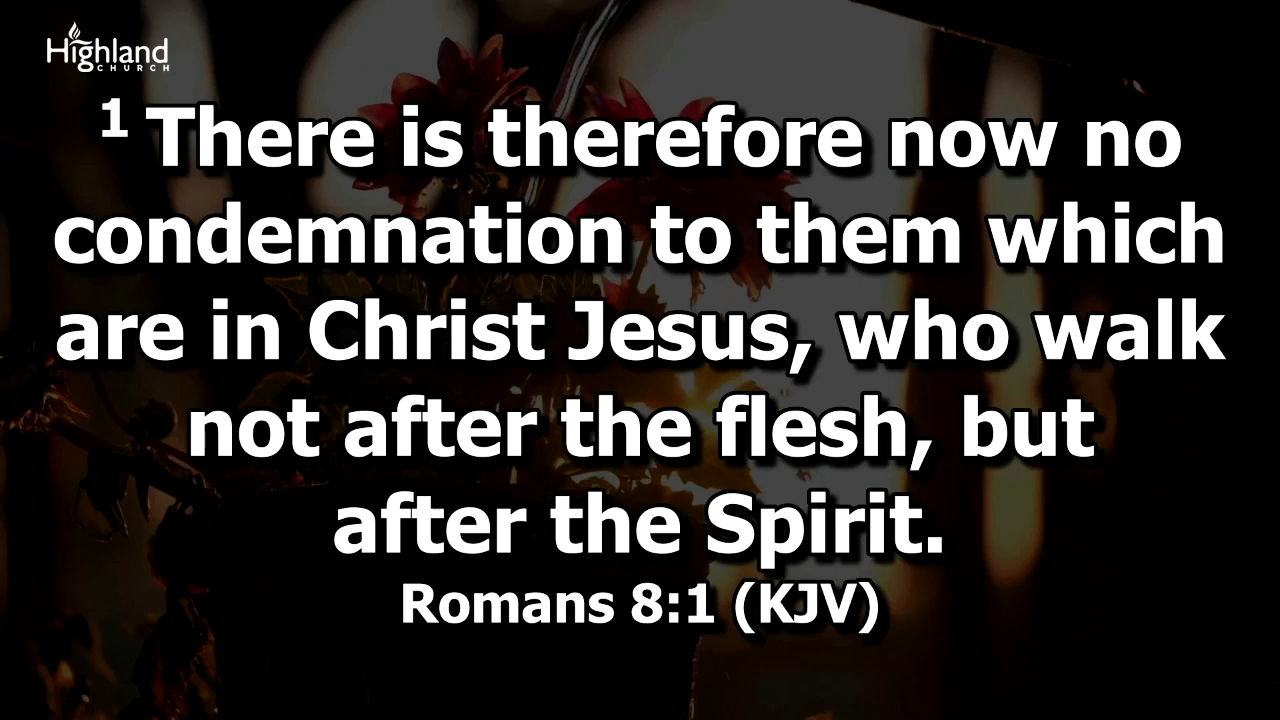 Highland
CHURCH
1 There is therefore now no
condemnation to them which
are in Christ Jesus, who walk
not after the flesh, but
after the Spirit.
Romans 8:1 (KJV)